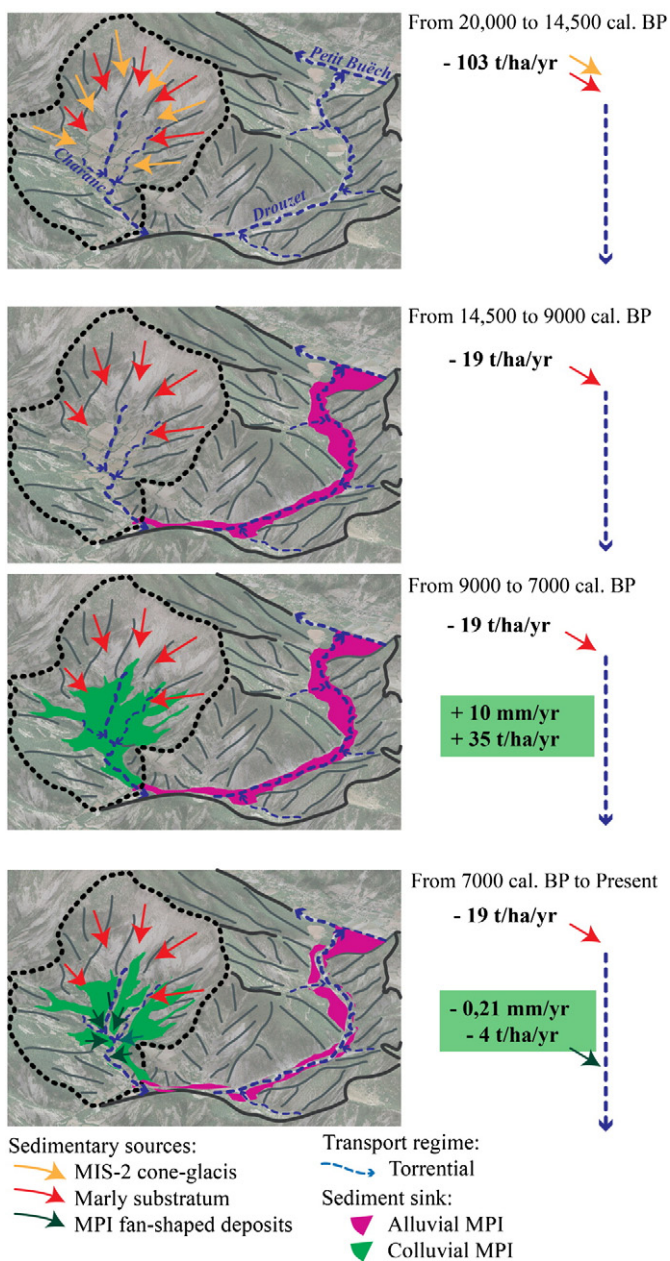 From 20,000 to 14,500 cal. BP
- 103 t/ha/yr
Petit Buëch
Charanc
Drouzet
From 14,500 to 9000 cal. BP
- 19 t/ha/yr
From 9000 to 7000 cal. BP
- 19 t/ha/yr
+ 10 mm/yr
+ 35 t/ha/yr
From 7000 cal. BP to Present
- 19 t/ha/yr
- 0,21 mm/yr
- 4 t/ha/yr
Sedimentary sources:
MIS-2 cone-glacis
Marly substratum
MPI fan-shaped deposits
Transport regime:
Torrential
Sediment sink:
Alluvial MPI
Colluvial MPI